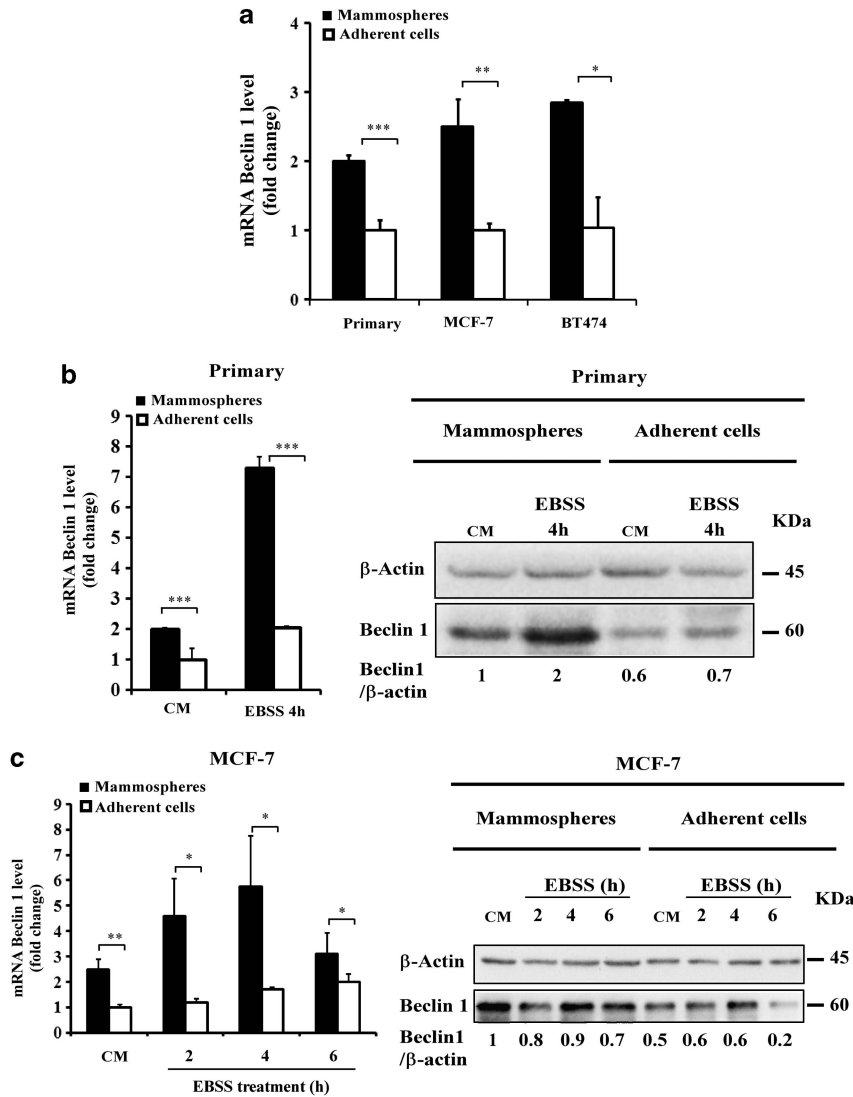 a
Mammospheres
Adherent cells
mRNA Beclin 1 level
(fold change)
4
3
2
1
0
***
**
*
Primary MCF-7 BT474
b
Primary
Mammospheres
Adherent cells
mRNA Beclin 1 level
(fold change)
9
8
7
6
5
4
3
2
1
0
***
***
CM EBSS 4h
Primary
Mammospheres Adherent cells
CM EBSS 4h CM EBSS 4h KDa
β-Actin 45
Beclin 1 60
Beclin1 /β-actin 1 2 0.6 0.7
c
MCF-7
Mammospheres
Adherent cells
mRNA Beclin 1 level
(fold change)
9
8
7
6
5
4
3
2
1
0
**
*
*
*
CM 2 4 6
EBSS treatment (h)
MCF-7
Mammospheres Adherent cells
EBSS (h) EBSS (h) KDa
CM 2 4 6 CM 2 4 6
β-Actin 45
Beclin 1 60
Beclin1 /β-actin 1 0.8 0.9 0.7 0.5 0.6 0.6 0.2